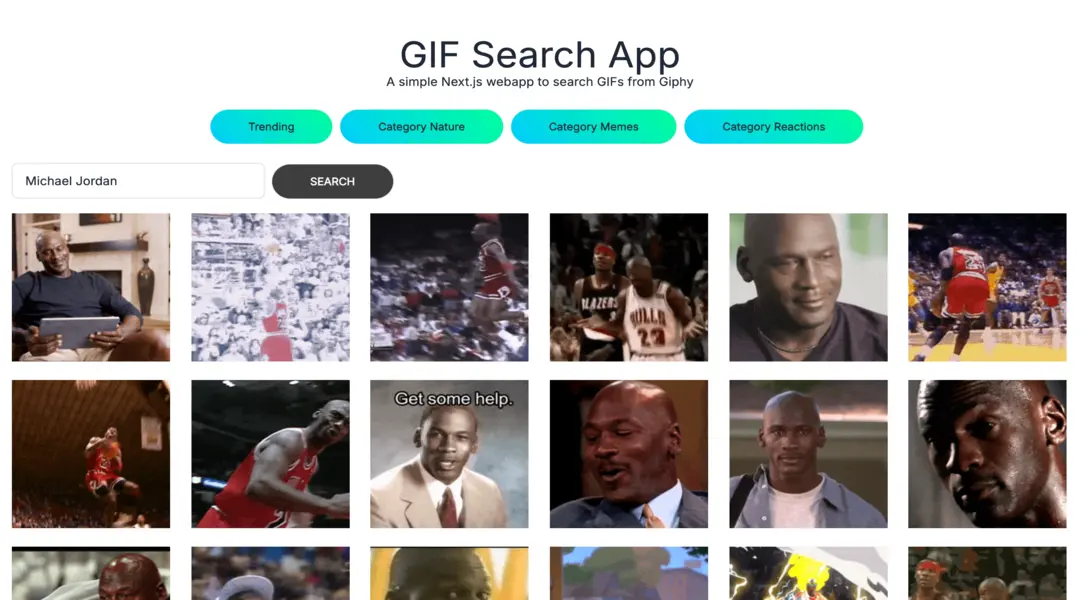 GIF Search App
A simple Next.js webapp to search GIFs from Giphy
Trending
Category Nature
Category Memes
Category Reactions
Michael Jordan
SEARCH
BLAZERS
BULLS
23
23
Get some help.